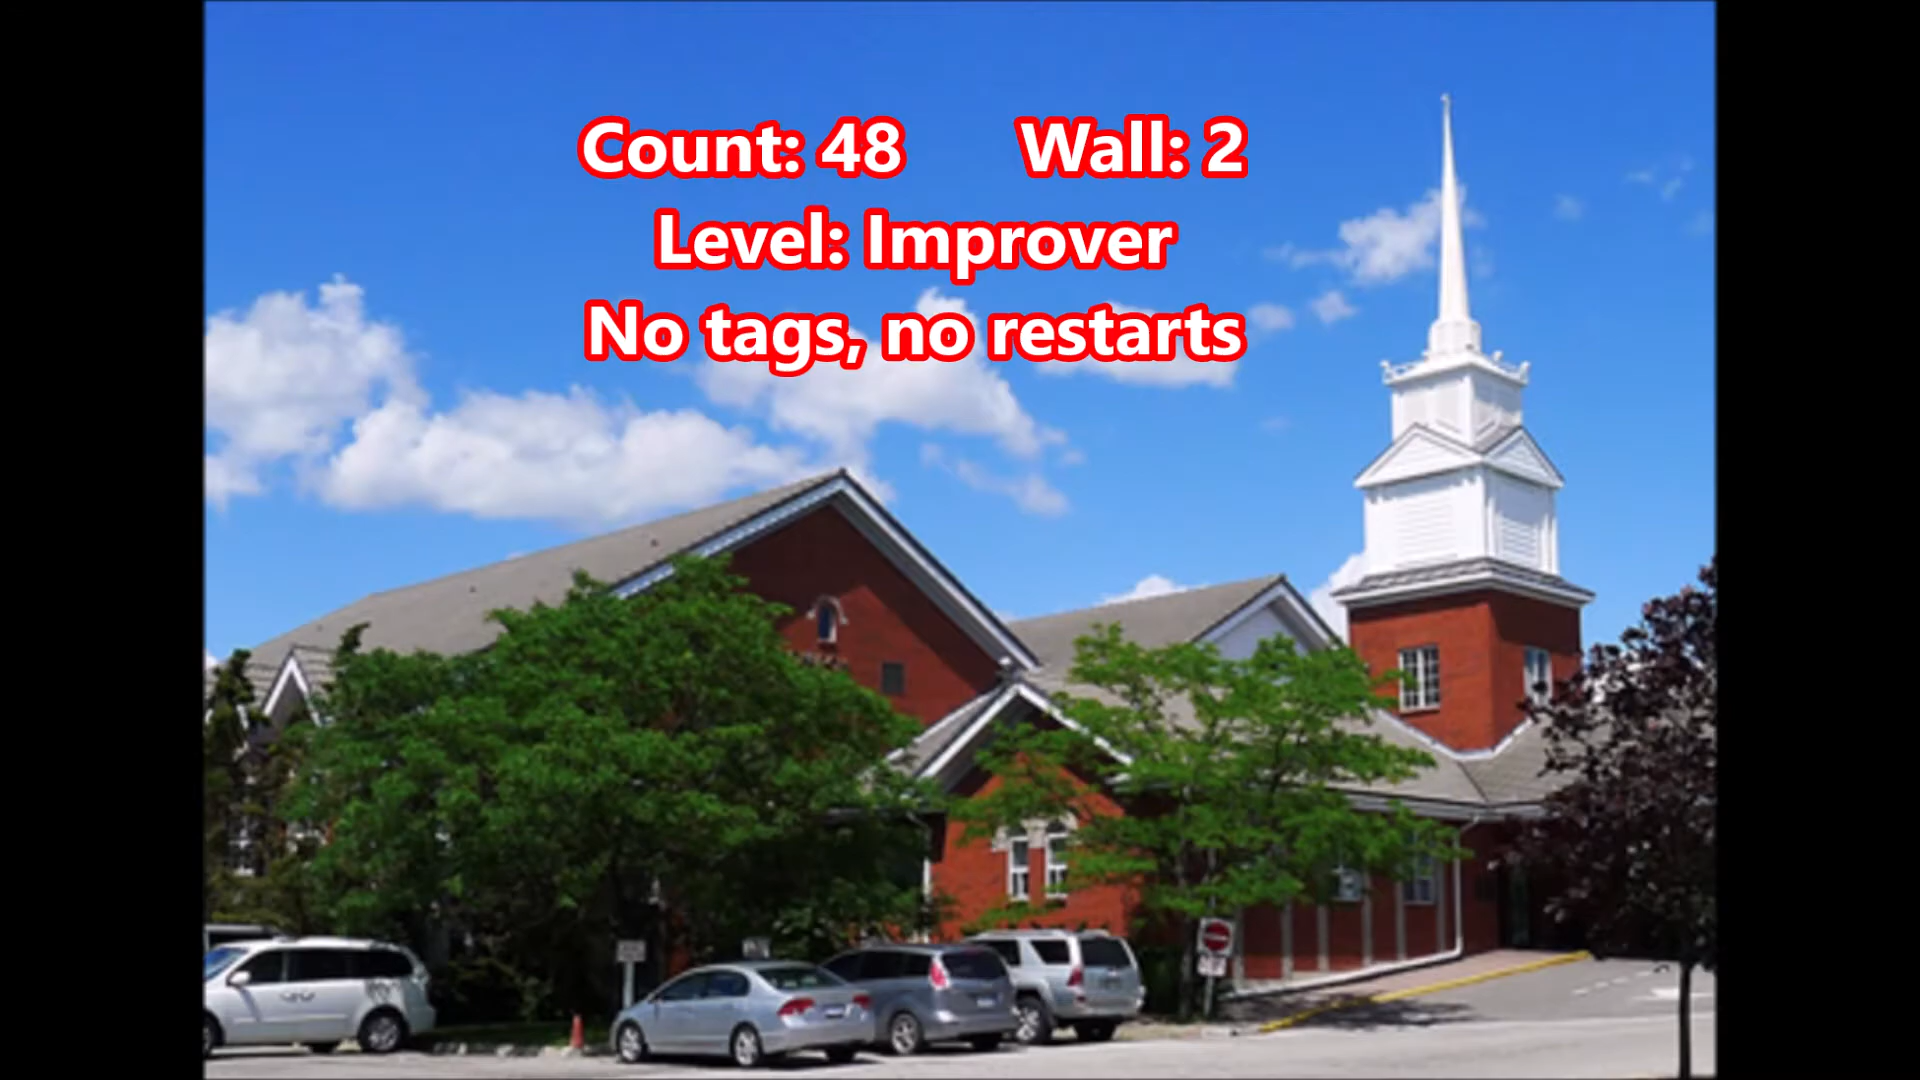 Count: 48 Wall: 2
Level: Improver
No tags, no restarts